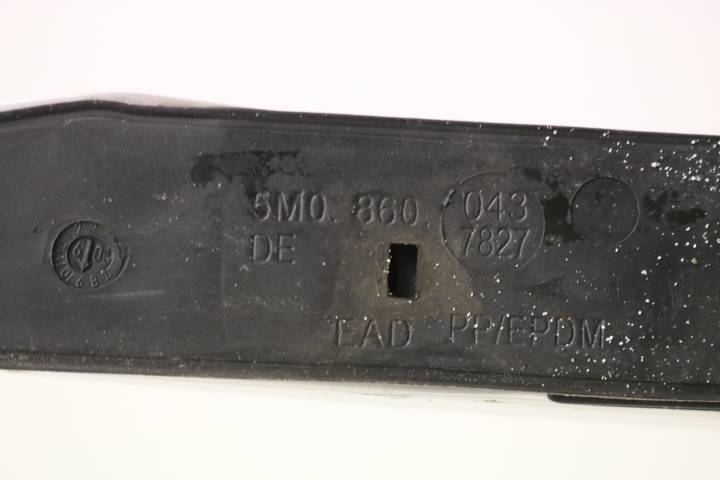 5M0. 860. 043
DE 7827
EAD PP/EPDM